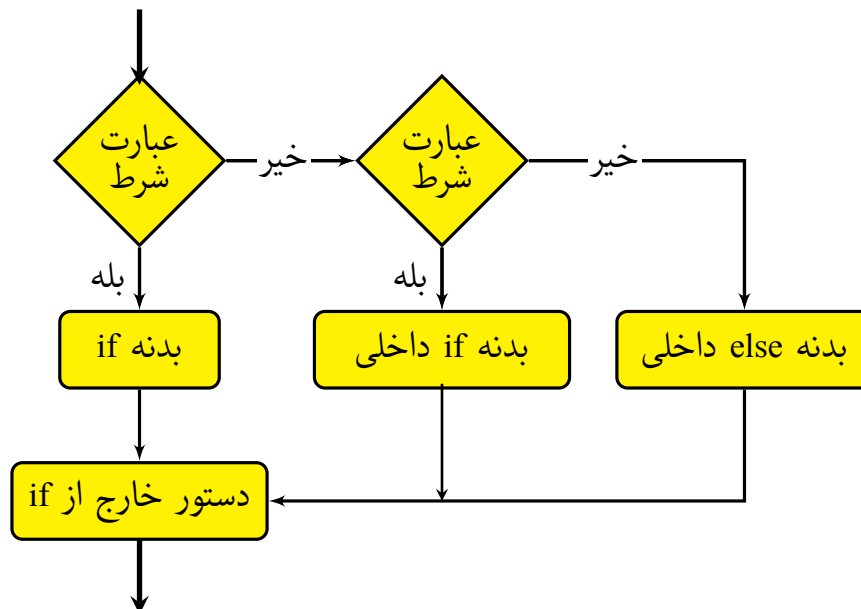 عبارت
شرط
خیر
عبارت
شرط
خیر
بله
بله
بدنه if
بدنه if داخلی
بدنه else داخلی
دستور خارج از if